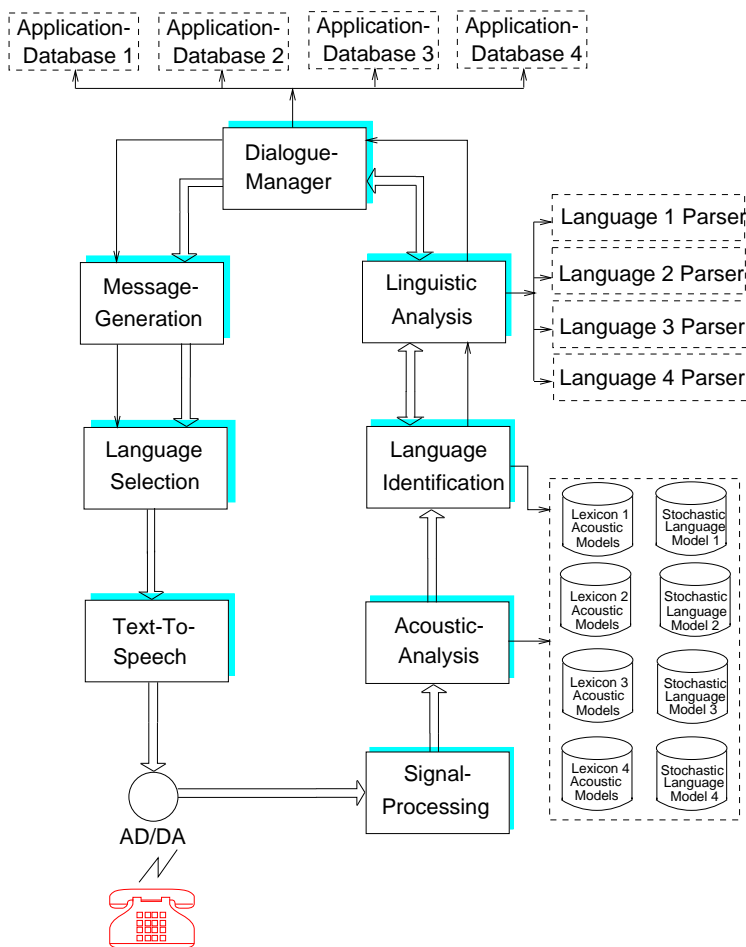 Application-
Database 1
Application-
Database 2
Application-
Database 3
Application-
Database 4
Dialogue-
Manager
Language 1 Parser
Language 2 Parser
Language 3 Parser
Language 4 Parser
Message-
Generation
Linguistic
Analysis
Language
Selection
Language
Identification
Lexicon 1
Acoustic
Models
Stochastic
Language
Model 1
Lexicon 2
Acoustic
Models
Stochastic
Language
Model 2
Text-To-
Speech
Acoustic-
Analysis
Lexicon 3
Acoustic
Models
Stochastic
Language
Model 3
Lexicon 4
Acoustic
Models
Stochastic
Language
Model 4
Signal-
Processing
AD/DA